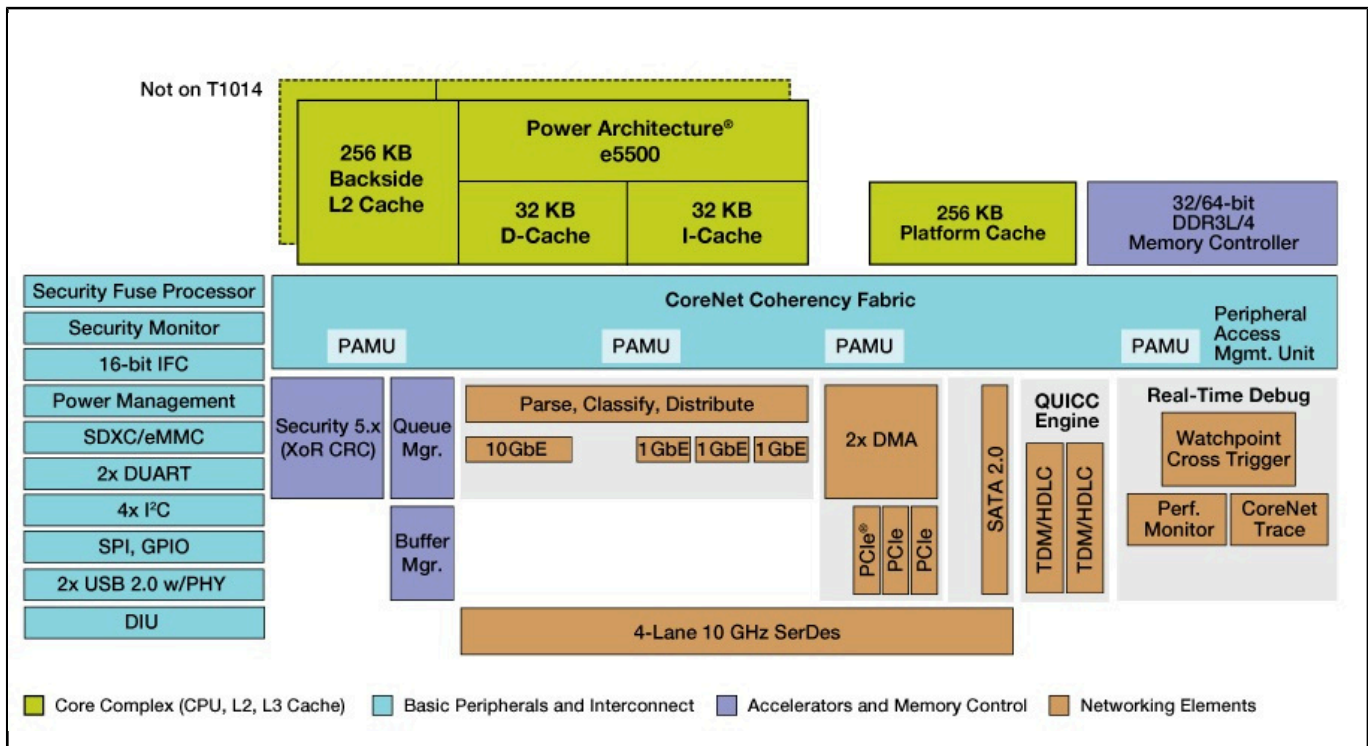 Not on T1014
256 KB
Backside
L2 Cache
Power Architecture®
e5500
32 KB
D-Cache
32 KB
I-Cache
256 KB
Platform Cache
32/64-bit
DDR3L/4
Memory Controller
Security Fuse Processor
Security Monitor
16-bit IFC
Power Management
SDXC/eMMC
2x DUART
4x I²C
SPI, GPIO
2x USB 2.0 w/PHY
DIU
CoreNet Coherency Fabric
PAMU
PAMU
PAMU
PAMU
Peripheral
Access
Mgmt. Unit
Security 5.x
(XoR CRC)
Queue
Mgr.
Buffer
Mgr.
Parse, Classify, Distribute
10GbE
1GbE
1GbE
1GbE
2x DMA
PCIe®
PCIe
PCIe
SATA 2.0
QUICC
Engine
TDM/HDLC
TDM/HDLC
Real-Time Debug
Watchpoint
Cross Trigger
Perf.
Monitor
CoreNet
Trace
4-Lane 10 GHz SerDes
Core Complex (CPU, L2, L3 Cache)
Basic Peripherals and Interconnect
Accelerators and Memory Control
Networking Elements